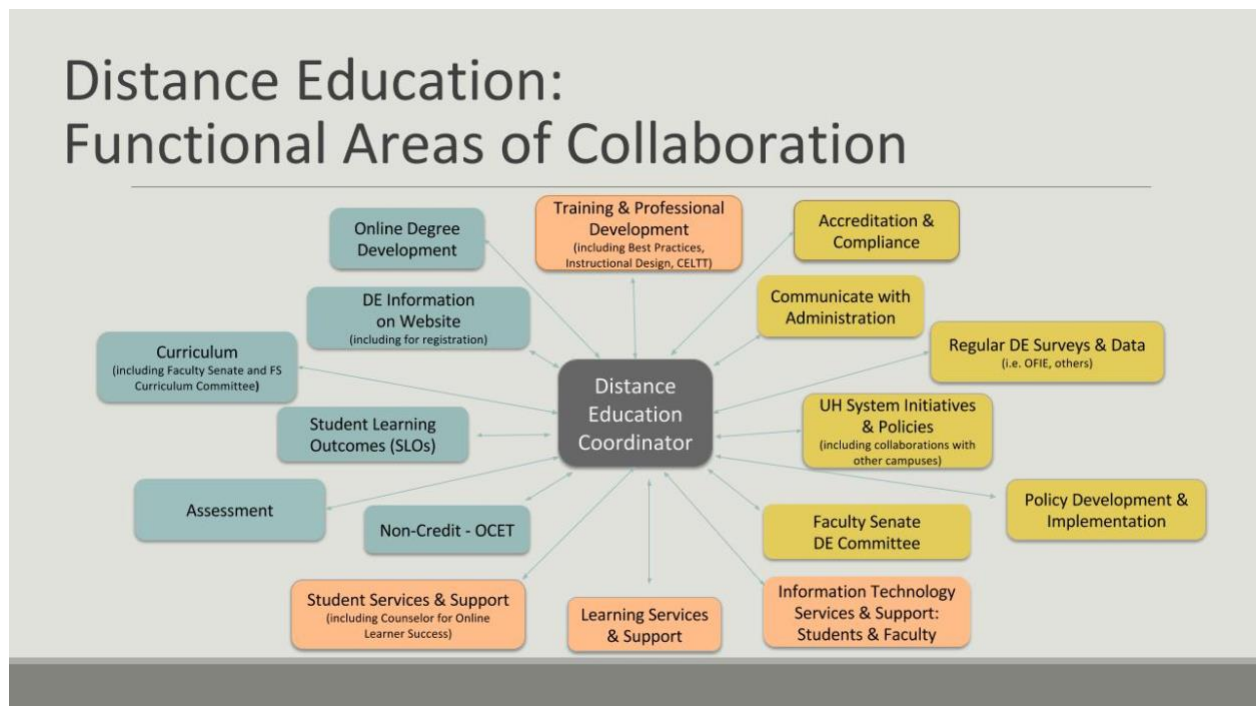 Distance Education:
Functional Areas of Collaboration
Online Degree
Development
Training & Professional
Development
(including Best Practices,
Instructional Design, CELTT)
Accreditation &
Compliance
DE Information
on Website
(including for registration)
Communicate with
Administration
Curriculum
(including Faculty Senate and FS
Curriculum Committee)
Regular DE Surveys & Data
(i.e. OFIE, others)
Distance
Education
Coordinator
Student Learning
Outcomes (SLOs)
UH System Initiatives
& Policies
(including collaborations with
other campuses)
Assessment
Non-Credit - OCET
Faculty Senate
DE Committee
Policy Development &
Implementation
Student Services & Support
(including Counselor for Online
Learner Success)
Learning Services
& Support
Information Technology
Services & Support:
Students & Faculty